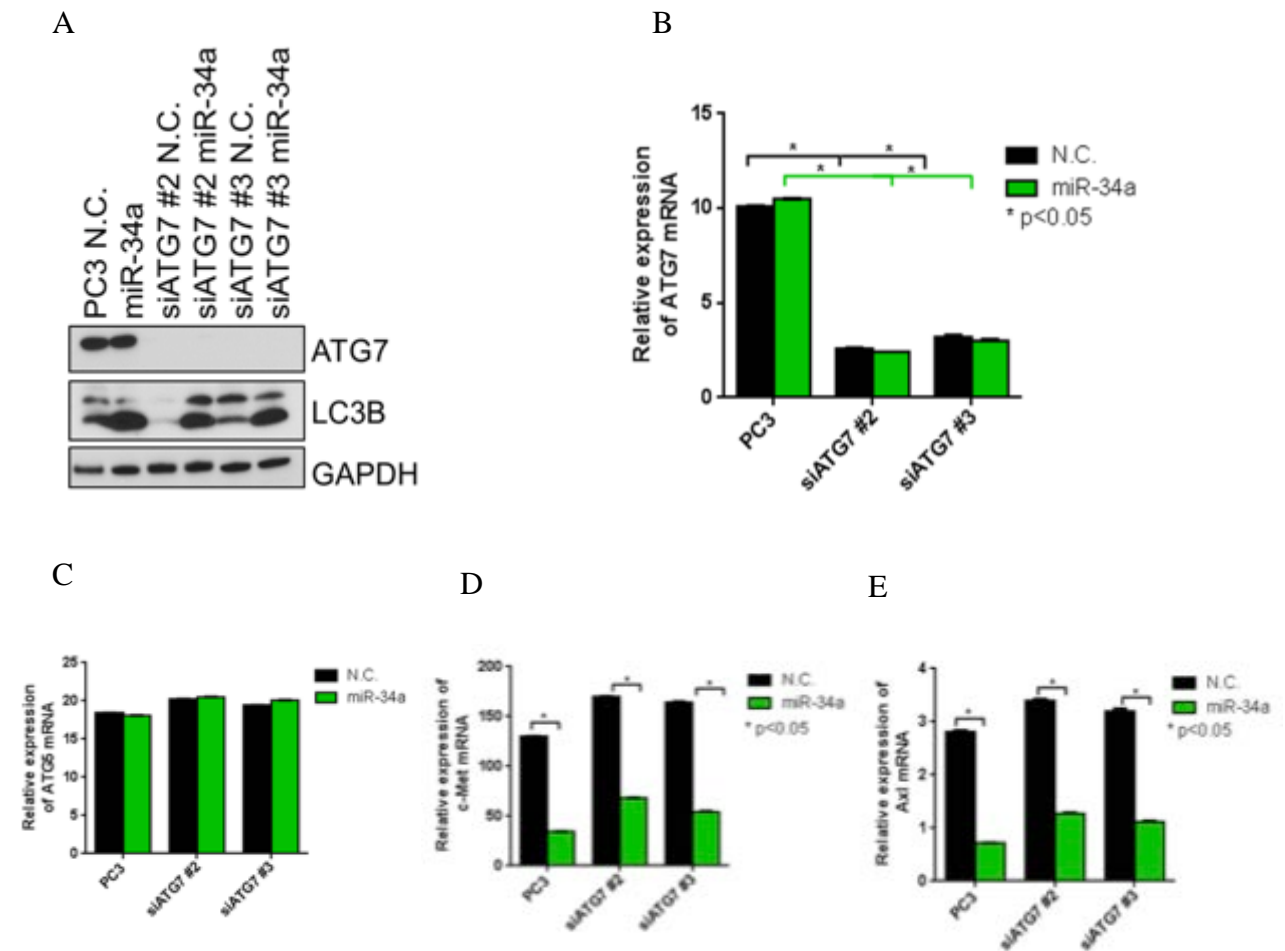 A
PC3 N.C.
miR-34a
siATG7 #2 N.C.
siATG7 #2 miR-34a
siATG7 #3 N.C.
siATG7 #3 miR-34a
ATG7
LC3B
GAPDH
B
Relative expression
of ATG7 mRNA
15
10
5
0
PC3
siATG7 #2
siATG7 #3
* *
* *
N.C.
miR-34a
* p<0.05
C
Relative expression
of ATG5 mRNA
25
20
15
10
5
0
PC3
siATG7 #2
siATG7 #3
N.C.
miR-34a
D
Relative expression of
c-Met mRNA
200
150
100
50
0
PC3
siATG7 #2
siATG7 #3
* * *
N.C.
miR-34a
* p<0.05
E
Relative expression of
Axl mRNA
4
3
2
1
0
PC3
siATG7 #2
siATG7 #3
* * *
N.C.
miR-34a
* p<0.05